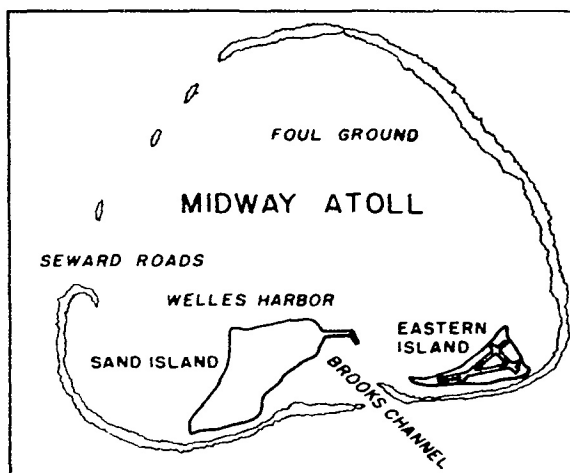 FOUL GROUND
MIDWAY ATOLL
SEWARD ROADS
WELLES HARBOR
SAND ISLAND
EASTERN
ISLAND
BROOKS CHANNEL